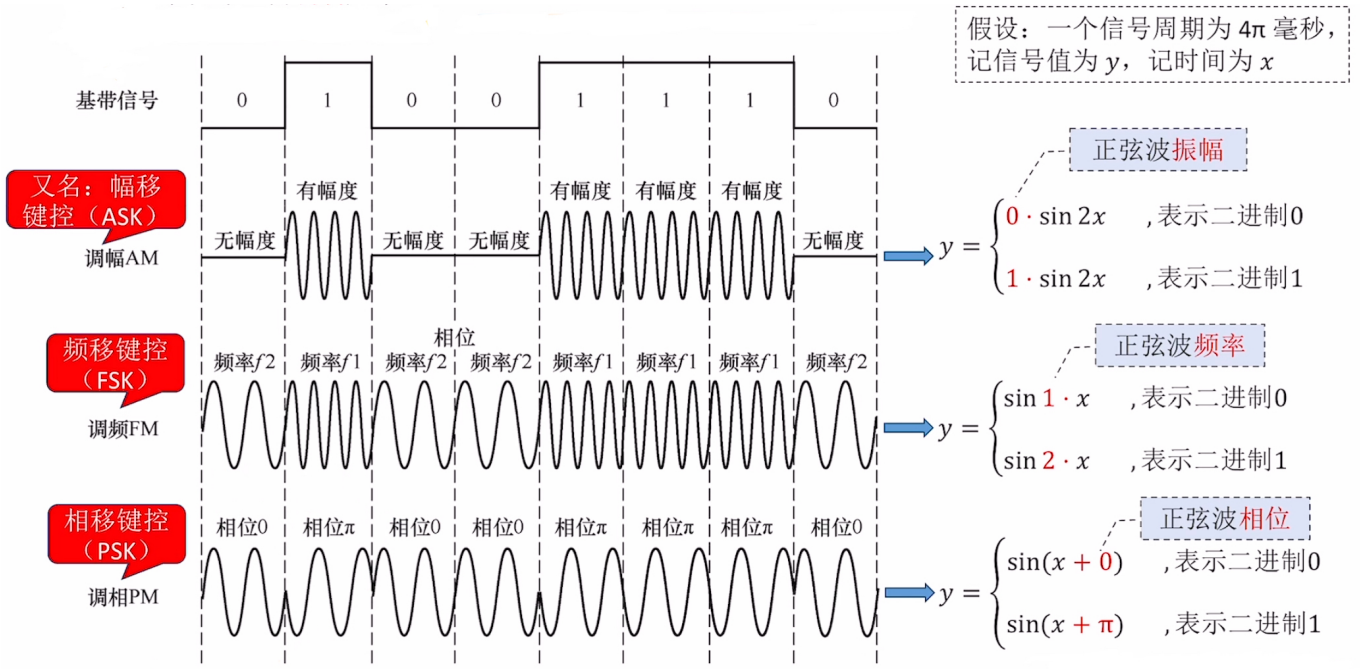 假设：一个信号周期为 4π 毫秒，
记信号值为 y，记时间为 x
基带信号
0 1 0 0 1 1 1 0
正弦波振幅
又名：幅移
键控（ASK）
有幅度 有幅度 有幅度 有幅度
无幅度 无幅度 无幅度 无幅度
调幅AM
y =
0 · sin 2x ,表示二进制0
1 · sin 2x ,表示二进制1
相位
正弦波频率
频移键控
（FSK）
频率f2 频率f1 频率f2 频率f2 频率f1 频率f1 频率f1 频率f2
调频FM
y =
sin 1 · x ,表示二进制0
sin 2 · x ,表示二进制1
正弦波相位
相移键控
（PSK）
相位0 相位π 相位0 相位0 相位π 相位π 相位π 相位0
调相PM
y =
sin(x + 0) ,表示二进制0
sin(x + π) ,表示二进制1